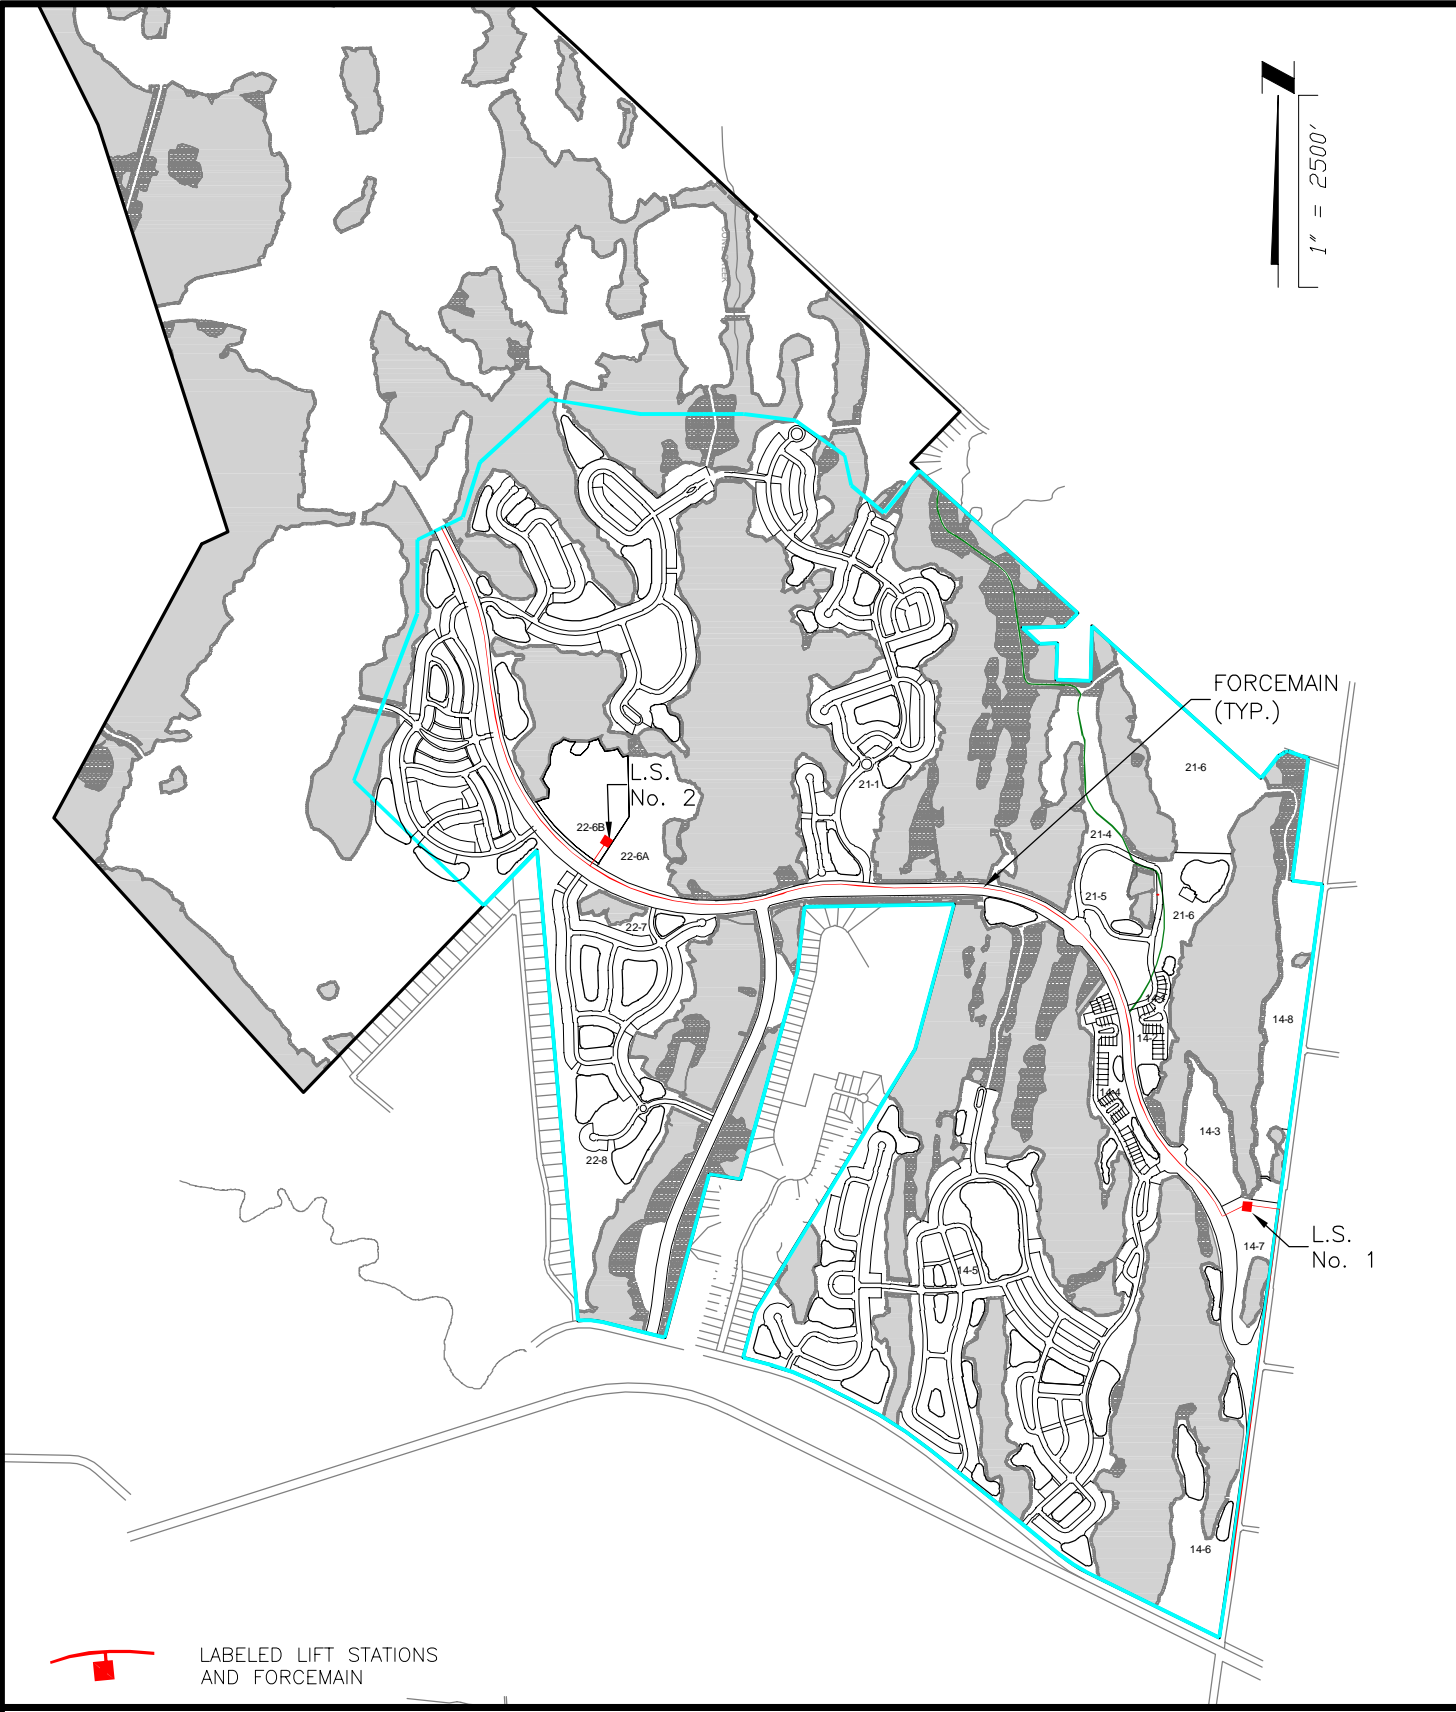 1" = 2500'
FORCEMAIN
(TYP.)
21-6
L.S.
No. 2
21-1
22-6B
21-4
22-6A
21-5
21-6
22-7
14-8
14-4
14-3
22-8
L.S.
No. 1
14-7
14-5
14-6
LABELED LIFT STATIONS
AND FORCEMAIN